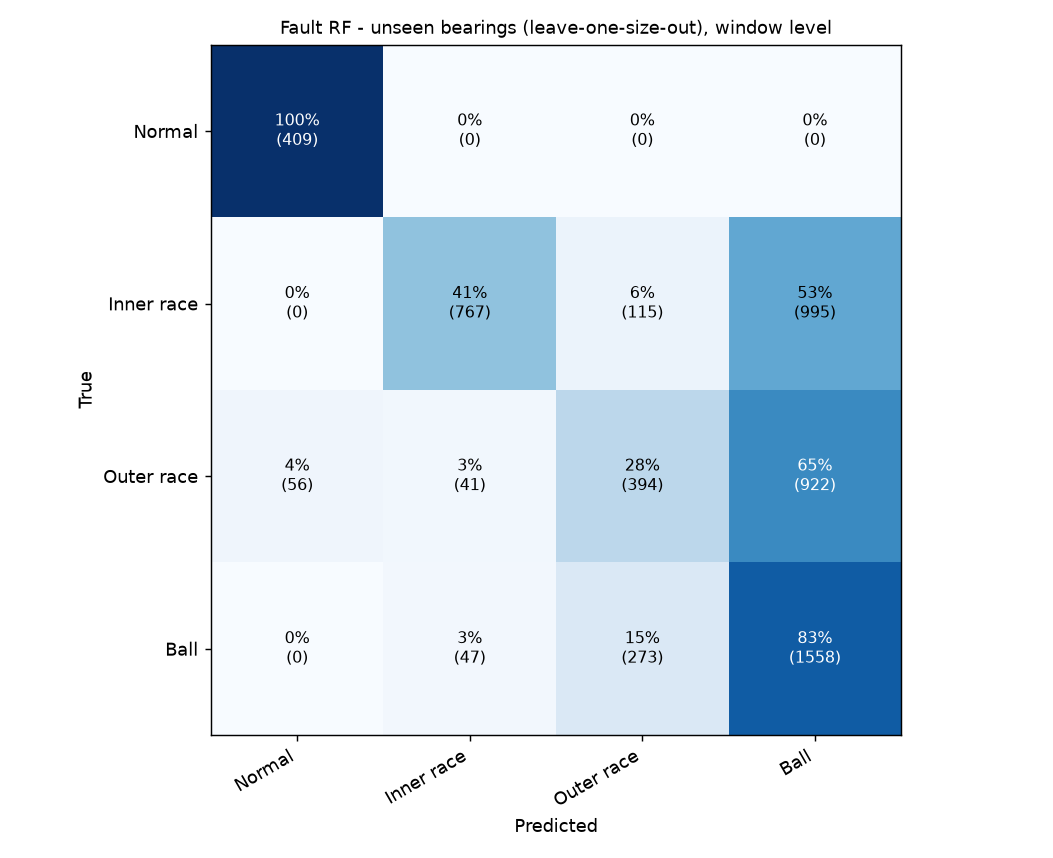 Fault RF - unseen bearings (leave-one-size-out), window level
Normal
100%
(409)
0%
(0)
0%
(0)
0%
(0)
Inner race
0%
(0)
41%
(767)
6%
(115)
53%
(995)
True
Outer race
4%
(56)
3%
(41)
28%
(394)
65%
(922)
Ball
0%
(0)
3%
(47)
15%
(273)
83%
(1558)
Normal
Inner race
Outer race
Ball
Predicted